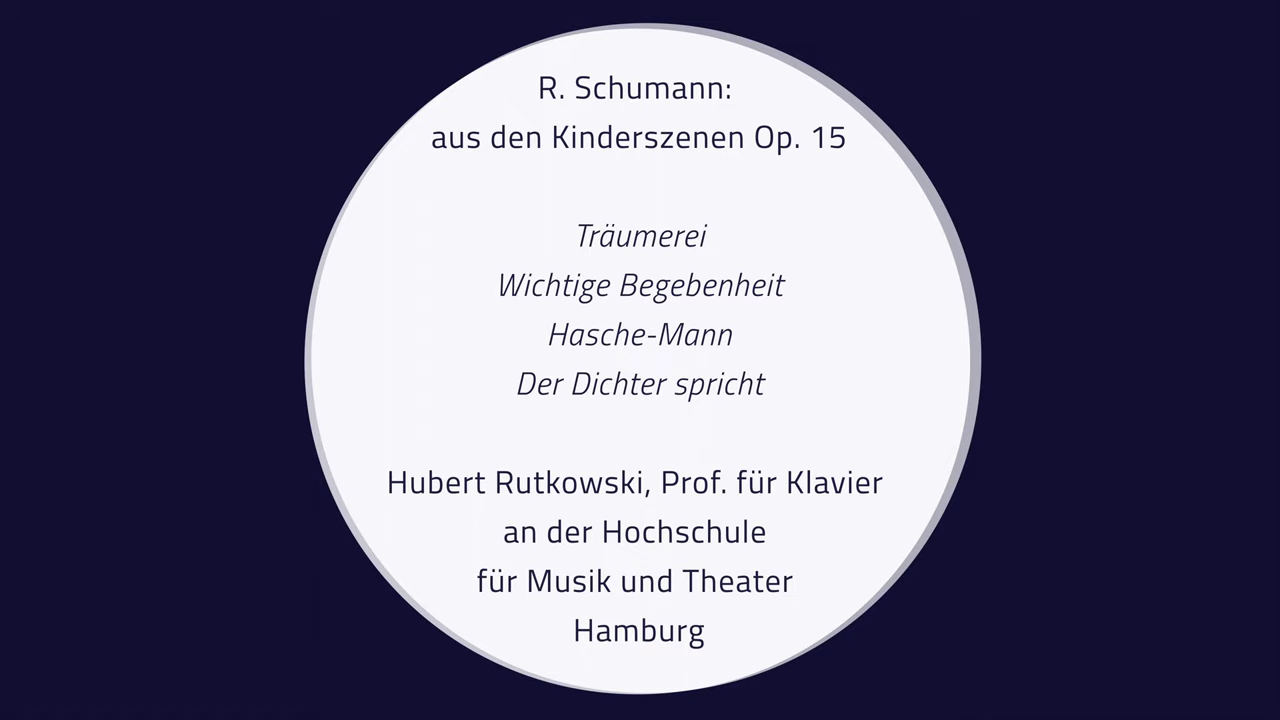 R. Schumann:
aus den Kinderszenen Op. 15
Träumerei
Wichtige Begebenheit
Hasche-Mann
Der Dichter spricht
Hubert Rutkowski, Prof. für Klavier
an der Hochschule
für Musik und Theater
Hamburg